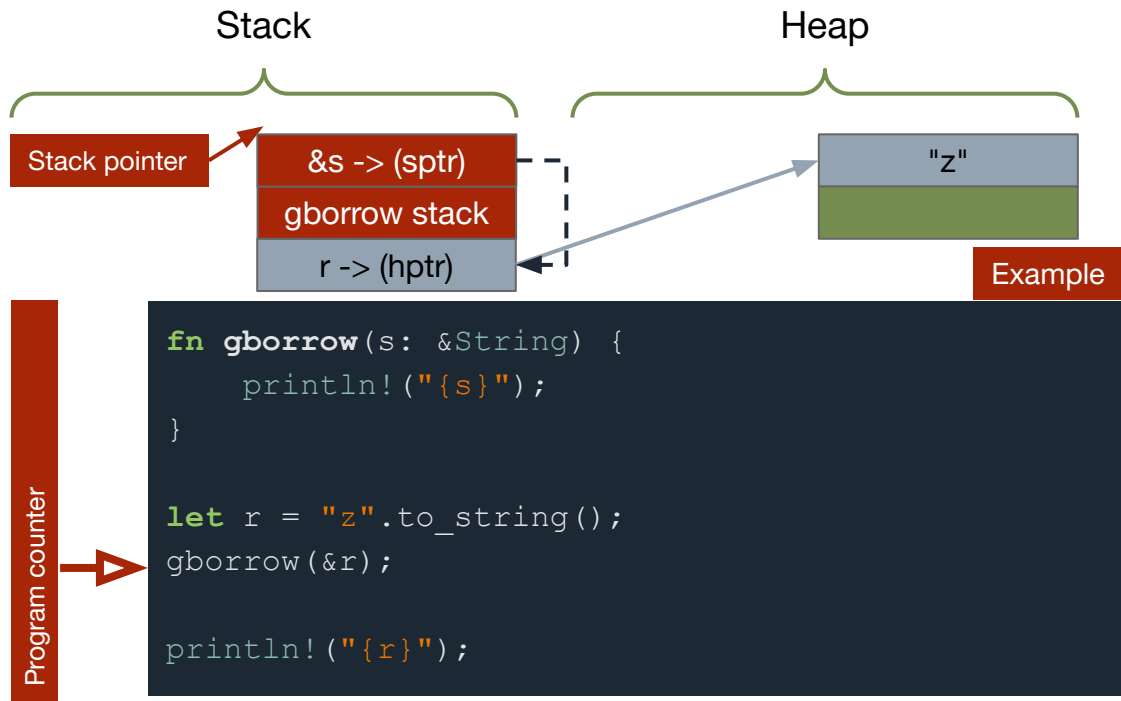 Stack
Heap
Stack pointer
&s -> (sptr)
"z"
gborrow stack
r -> (hptr)
Example
Program counter
fn gborrow(s: &String) {
    println!("{s}");
}
let r = "z".to_string();
gborrow(&r);
println!("{r}");